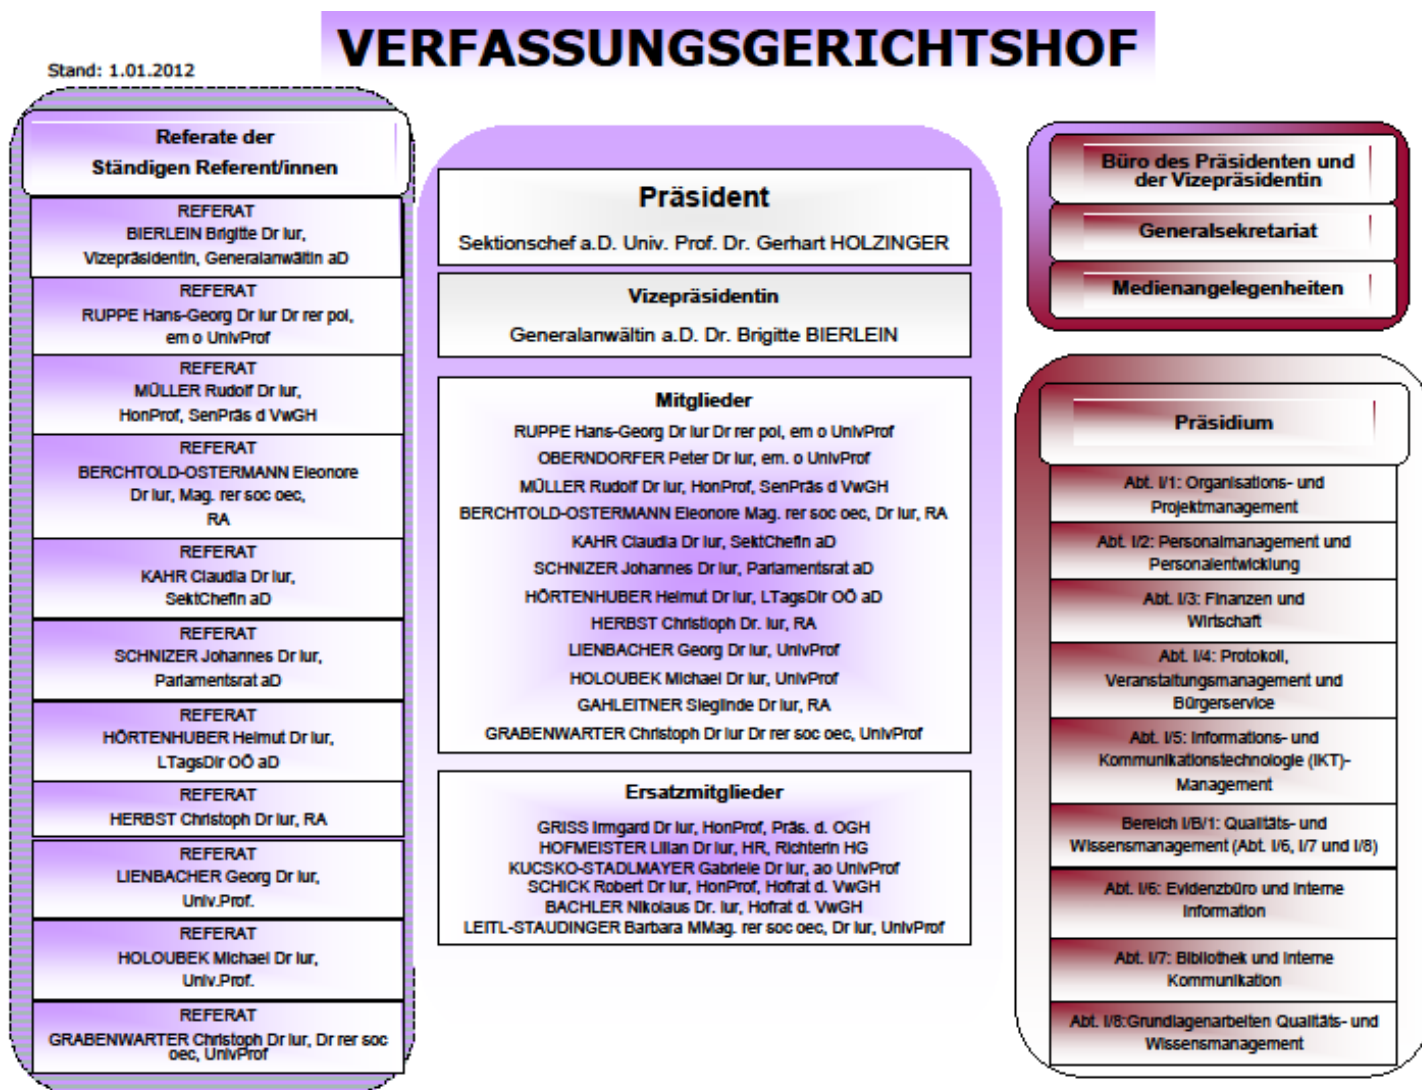 VERFASSUNGSGERICHTSHOF
Stand: 1.01.2012
Referate der
Ständigen Referent/innen
REFERAT
BIERLEIN Brigitte Dr iur,
Vizepräsidentin, Generalanwältin aD
REFERAT
RUPPE Hans-Georg Dr iur Dr rer pol,
em o UnivProf
REFERAT
MÜLLER Rudolf Dr iur,
HonProf, SenPräs d VwGH
REFERAT
BERCHTOLD-OSTERMANN Eleonore
Dr iur, Mag. rer soc oec,
RA
REFERAT
KAHR Claudia Dr iur,
SektChefin aD
REFERAT
SCHNIZER Johannes Dr iur,
Parlamentsrat aD
REFERAT
HÖRTENHUBER Helmut Dr iur,
LTagsDir OÖ aD
REFERAT
HERBST Christoph Dr iur, RA
REFERAT
LIENBACHER Georg Dr iur,
Univ.Prof.
REFERAT
HOLOUBEK Michael Dr iur,
Univ.Prof.
REFERAT
GRABENWARTER Christoph Dr iur, Dr rer soc
oec, UnivProf
Präsident
Sektionschef a.D. Univ. Prof. Dr. Gerhart HOLZINGER
Vizepräsidentin
Generalanwältin a.D. Dr. Brigitte BIERLEIN
Mitglieder
RUPPE Hans-Georg Dr iur Dr rer pol, em o UnivProf
OBERNDORFER Peter Dr iur, em. o UnivProf
MÜLLER Rudolf Dr iur, HonProf, SenPräs d VwGH
BERCHTOLD-OSTERMANN Eleonore Mag. rer soc oec, Dr iur, RA
KAHR Claudia Dr iur, SektChefin aD
SCHNIZER Johannes Dr iur, Parlamentsrat aD
HÖRTENHUBER Helmut Dr iur, LTagsDir OÖ aD
HERBST Christioph Dr. iur, RA
LIENBACHER Georg Dr iur, UnivProf
HOLOUBEK Michael Dr iur, UnivProf
GAHLEITNER Sieglinde Dr iur, RA
GRABENWARTER Christoph Dr iur Dr rer soc oec, UnivProf
Ersatzmitglieder
GRISS Irmgard Dr iur, HonProf, Präs. d. OGH
HOFMEISTER Lilian Dr iur, HR, Richterin HG
KUCSKO-STADLMAYER Gabriele Dr iur, ao UnivProf
SCHICK Robert Dr iur, HonProf, Hofrat d. VwGH
BACHLER Nikolaus Dr. iur, Hofrat d. VwGH
LEITL-STAUDINGER Barbara MMag. rer soc oec, Dr iur, UnivProf
Büro des Präsidenten und
der Vizepräsidentin
Generalsekretariat
Medienangelegenheiten
Präsidium
Abt. I/1: Organisations- und
Projektmanagement
Abt. I/2: Personalmanagement und
Personalentwicklung
Abt. I/3: Finanzen und
Wirtschaft
Abt. I/4: Protokoll,
Veranstaltungsmanagement und
Bürgerservice
Abt. I/5: Informations- und
Kommunikationstechnologie (IKT)-
Management
Bereich I/B/1: Qualitäts- und
Wissensmanagement (Abt. I/6, I/7 und I/8)
Abt. I/6: Evidenzbüro und interne
Information
Abt. I/7: Bibliothek und interne
Kommunikation
Abt. I/8:Grundlagenarbeiten Qualitäts- und
Wissensmanagement